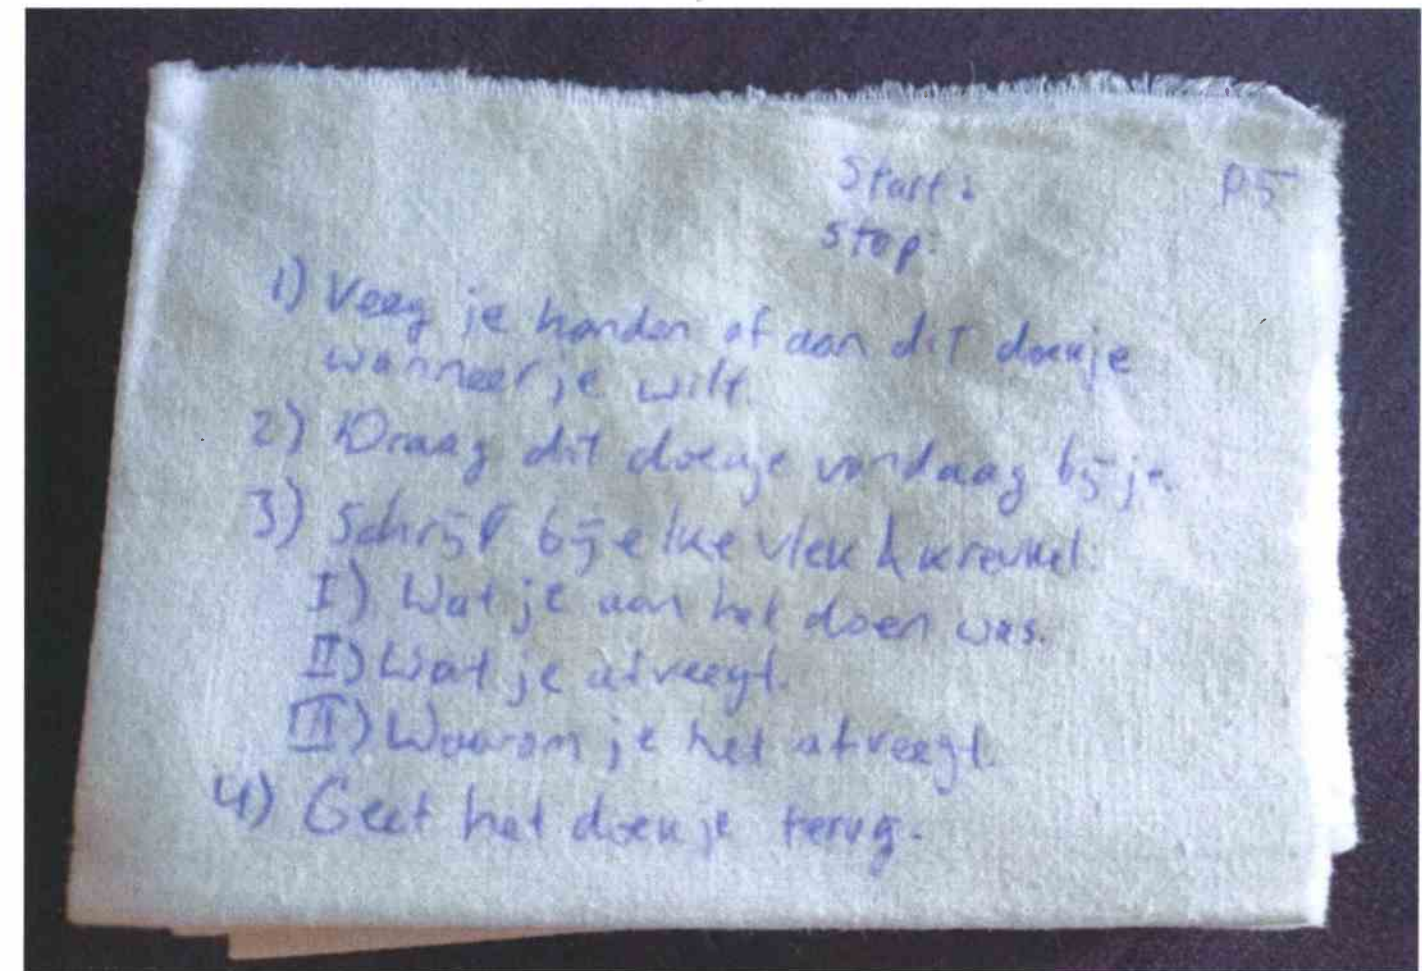 Start: P5
Stop:
1) Veeg je handen af aan dit doekje
wanneer je wilt.
2) Draag dit doekje vandaag bij je.
3) Schrijf bij elke vlek & kreukel:
I) Wat je aan het doen was.
II) Wat je afveegt.
III) Waarom je het afveegt.
4) Geef het doekje terug.